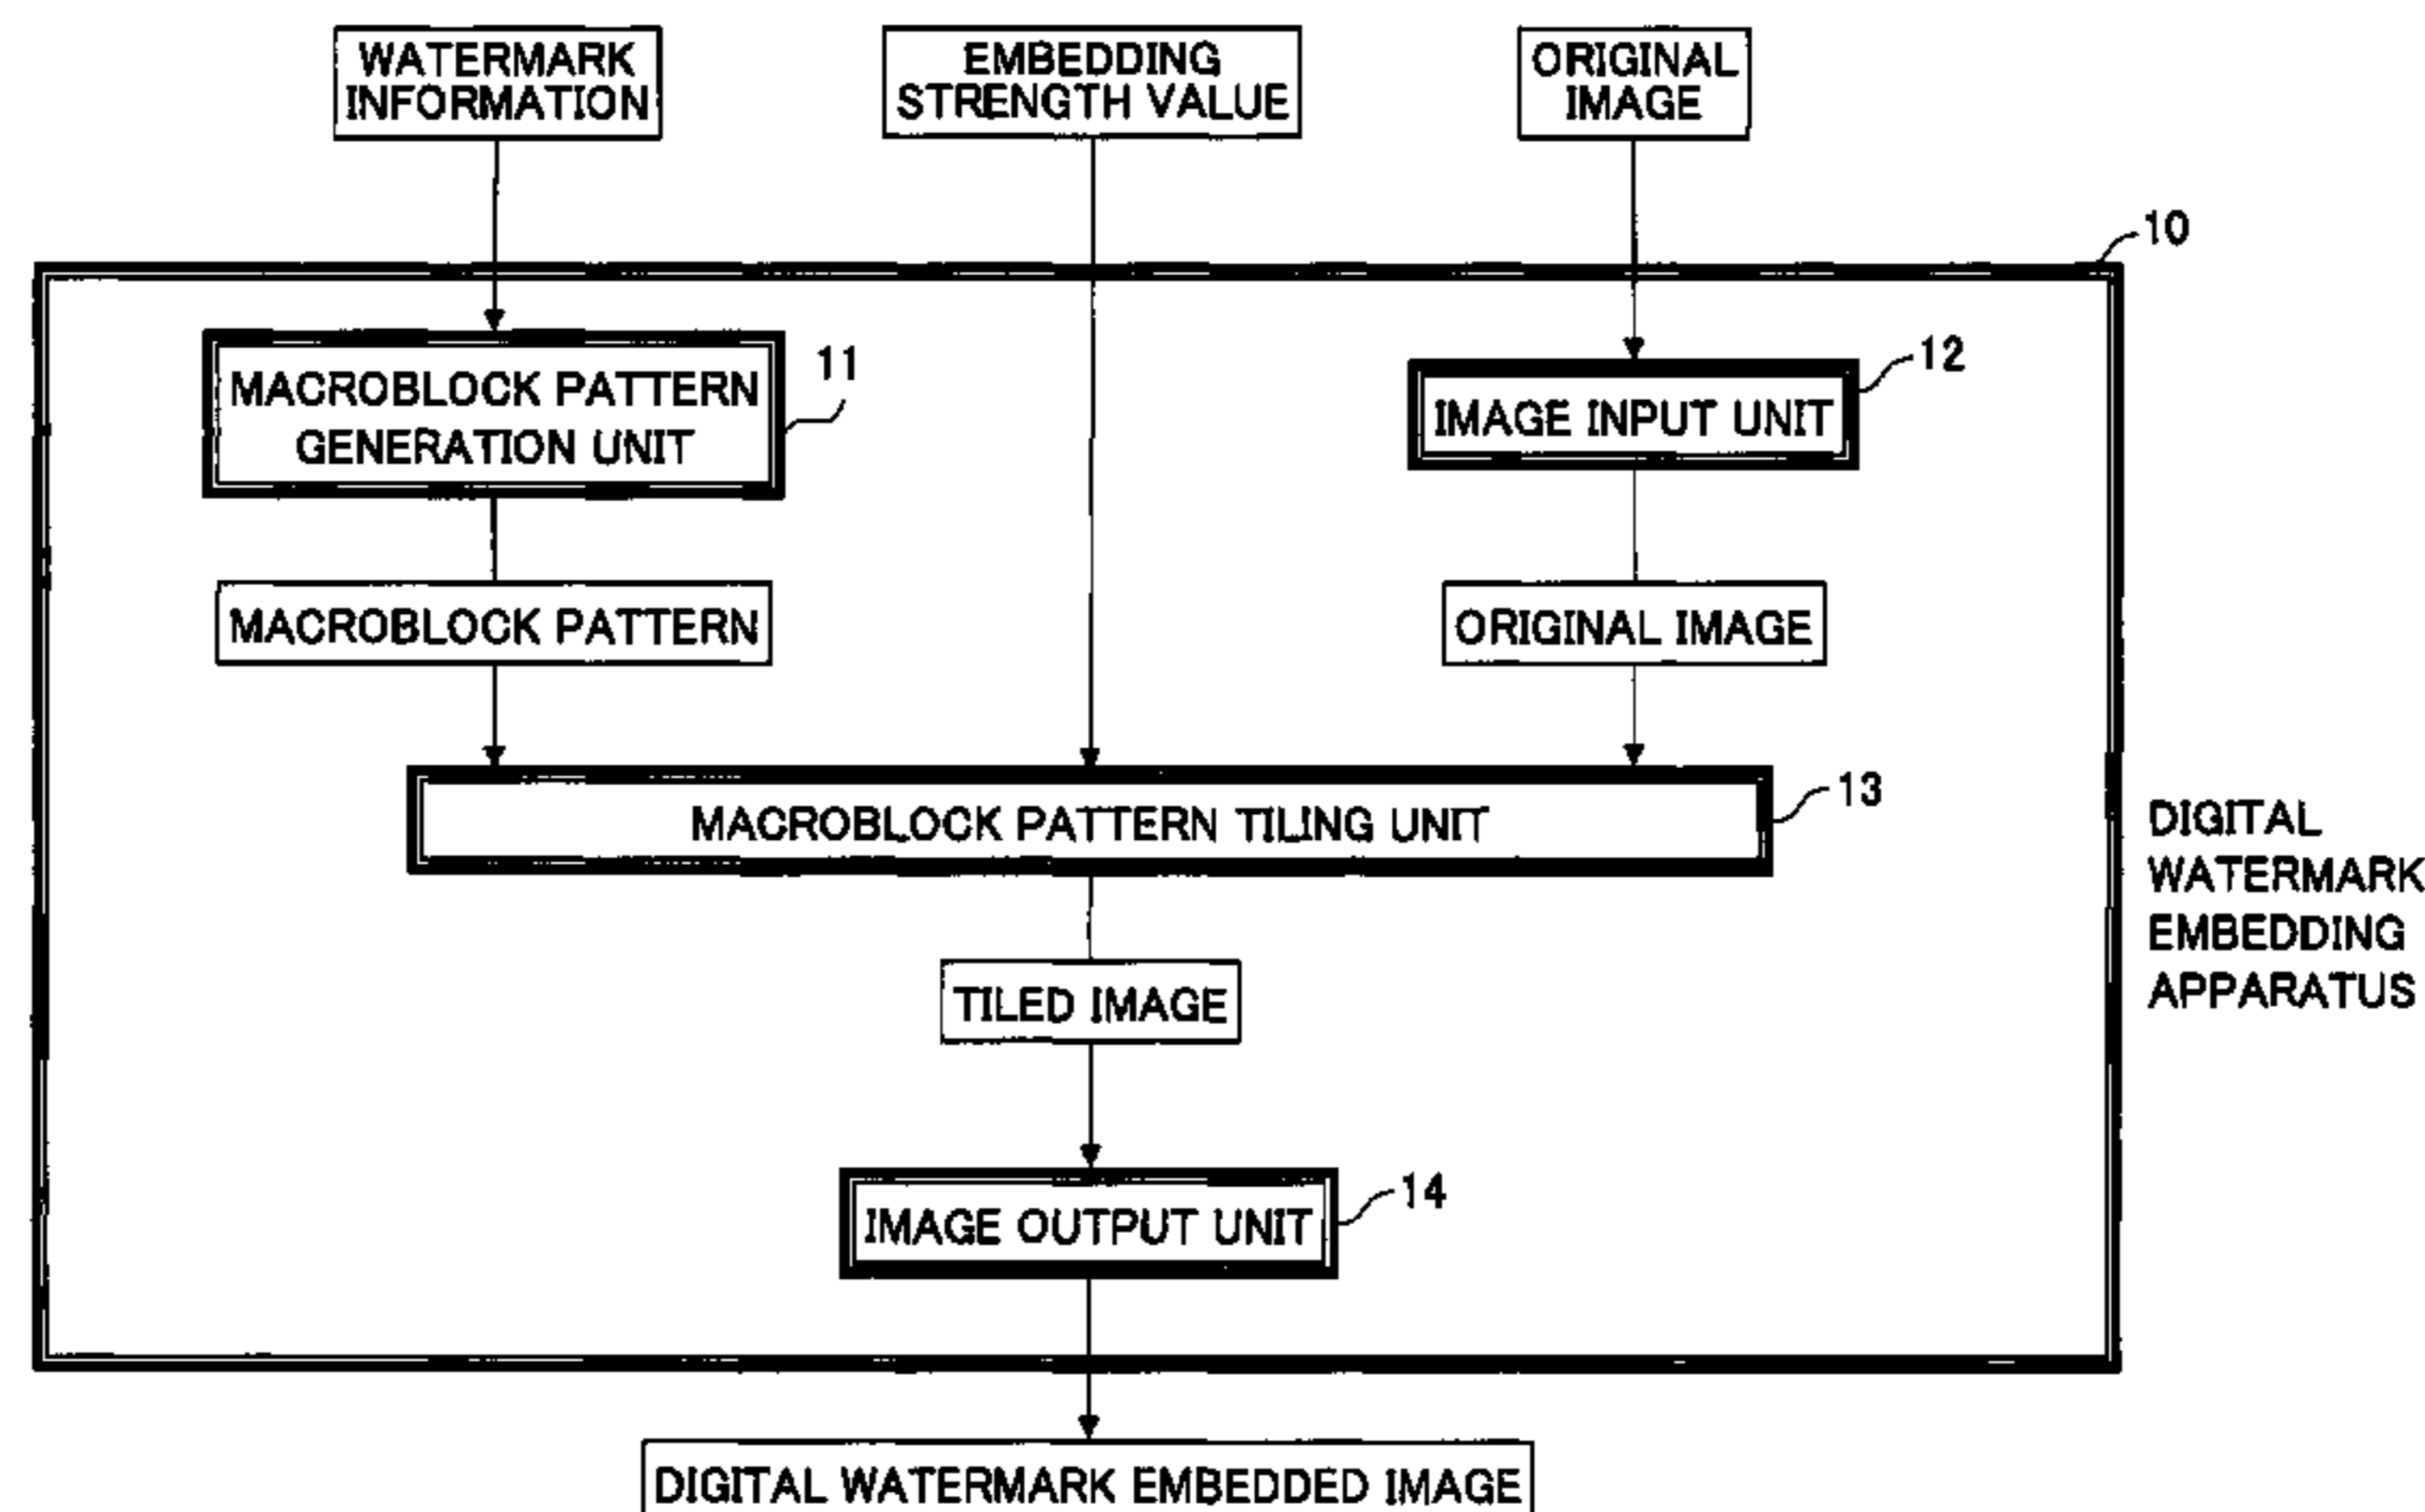 WATERMARK
INFORMATION
EMBEDDING
STRENGTH VALUE
ORIGINAL
IMAGE
10
MACROBLOCK PATTERN
GENERATION UNIT
11
IMAGE INPUT UNIT
12
MACROBLOCK PATTERN
ORIGINAL IMAGE
MACROBLOCK PATTERN TILING UNIT
13
DIGITAL
WATERMARK
EMBEDDING
APPARATUS
TILED IMAGE
IMAGE OUTPUT UNIT
14
DIGITAL WATERMARK EMBEDDED IMAGE